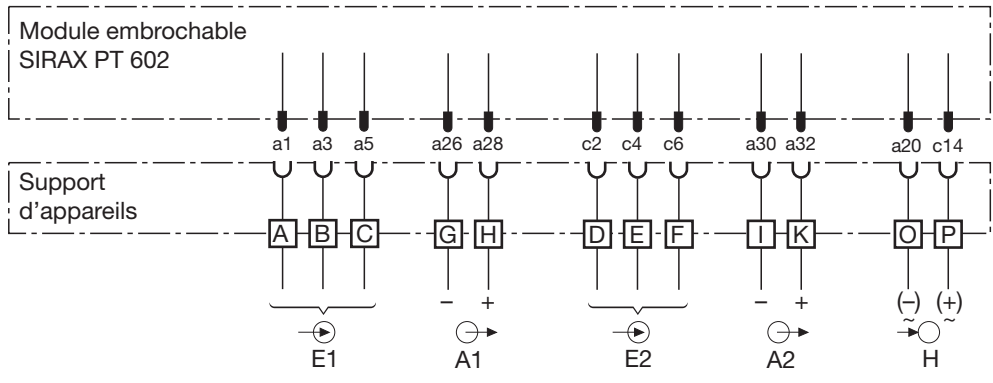 Module embrochable
SIRAX PT 602
a1 a3 a5 a26 a28 c2 c4 c6 a30 a32 a20 c14
Support
d’appareils
A B C G H D E F I K O P
– + – + (–) (+)
~ ~
E1 A1 E2 A2 H